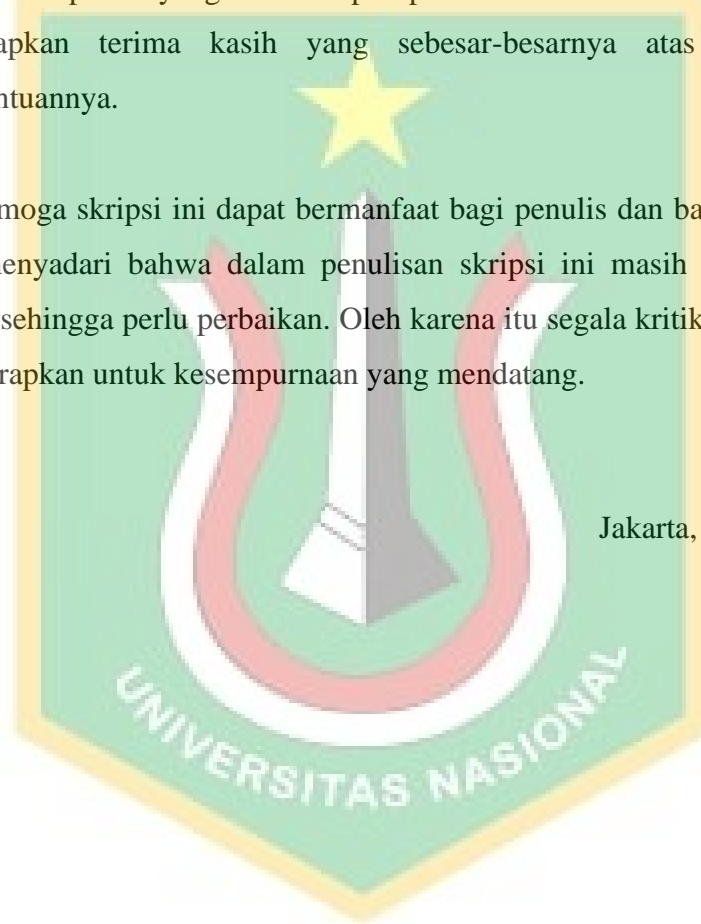 apkan terima kasih yang sebesar-besarnya atas
ntuannya.
moga skripsi ini dapat bermanfaat bagi penulis dan ba
nenyadari bahwa dalam penulisan skripsi ini masih
sehingga perlu perbaikan. Oleh karena itu segala kritik
rapkan untuk kesempurnaan yang mendatang.
Jakarta,
UNIVERSITAS NASIONAL